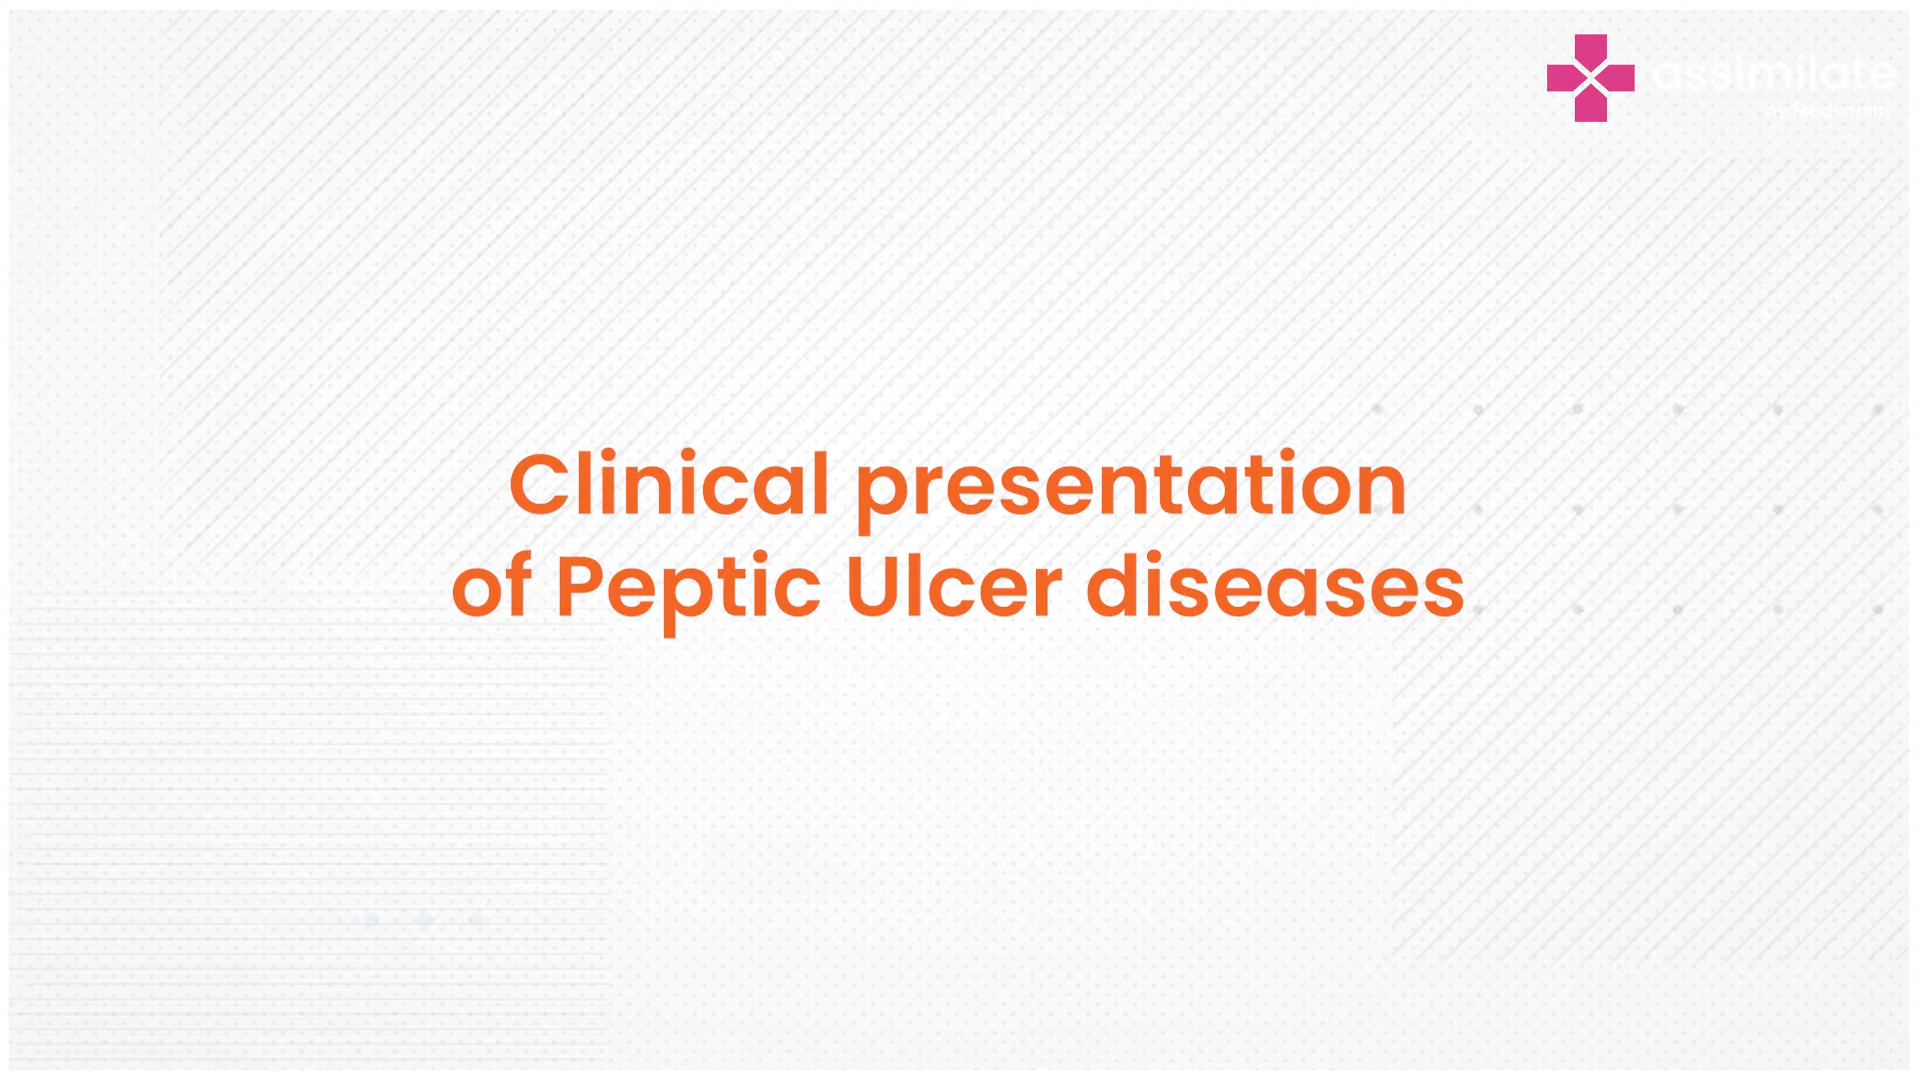 assimilate
Clinical presentation
of Peptic Ulcer diseases